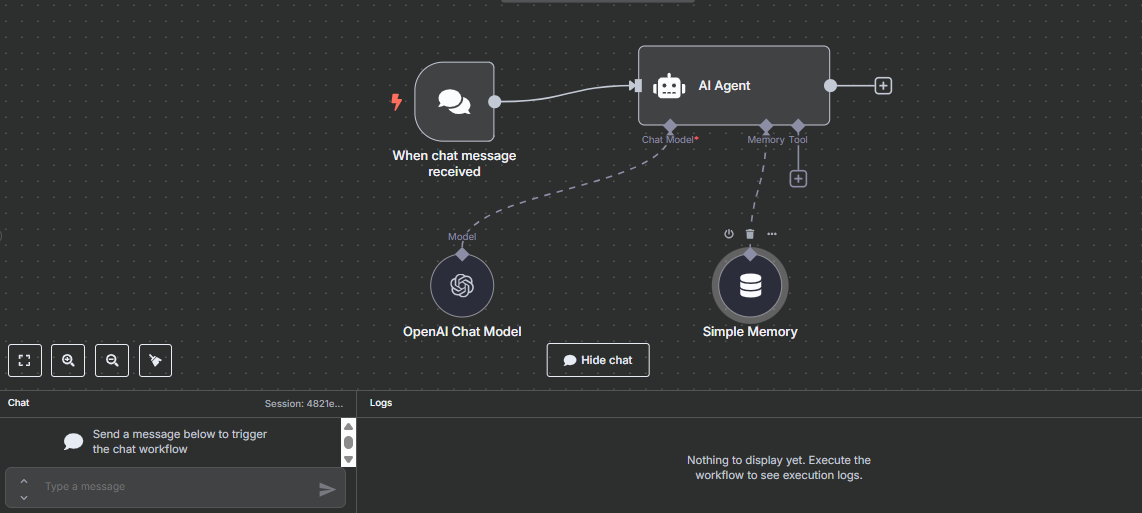 AI Agent
Chat Model*
Memory
Tool
When chat message
received
Model
OpenAI Chat Model
Simple Memory
Hide chat
Chat
Session: 4821e...
Logs
Send a message below to trigger
the chat workflow
Type a message
Nothing to display yet. Execute the
workflow to see execution logs.